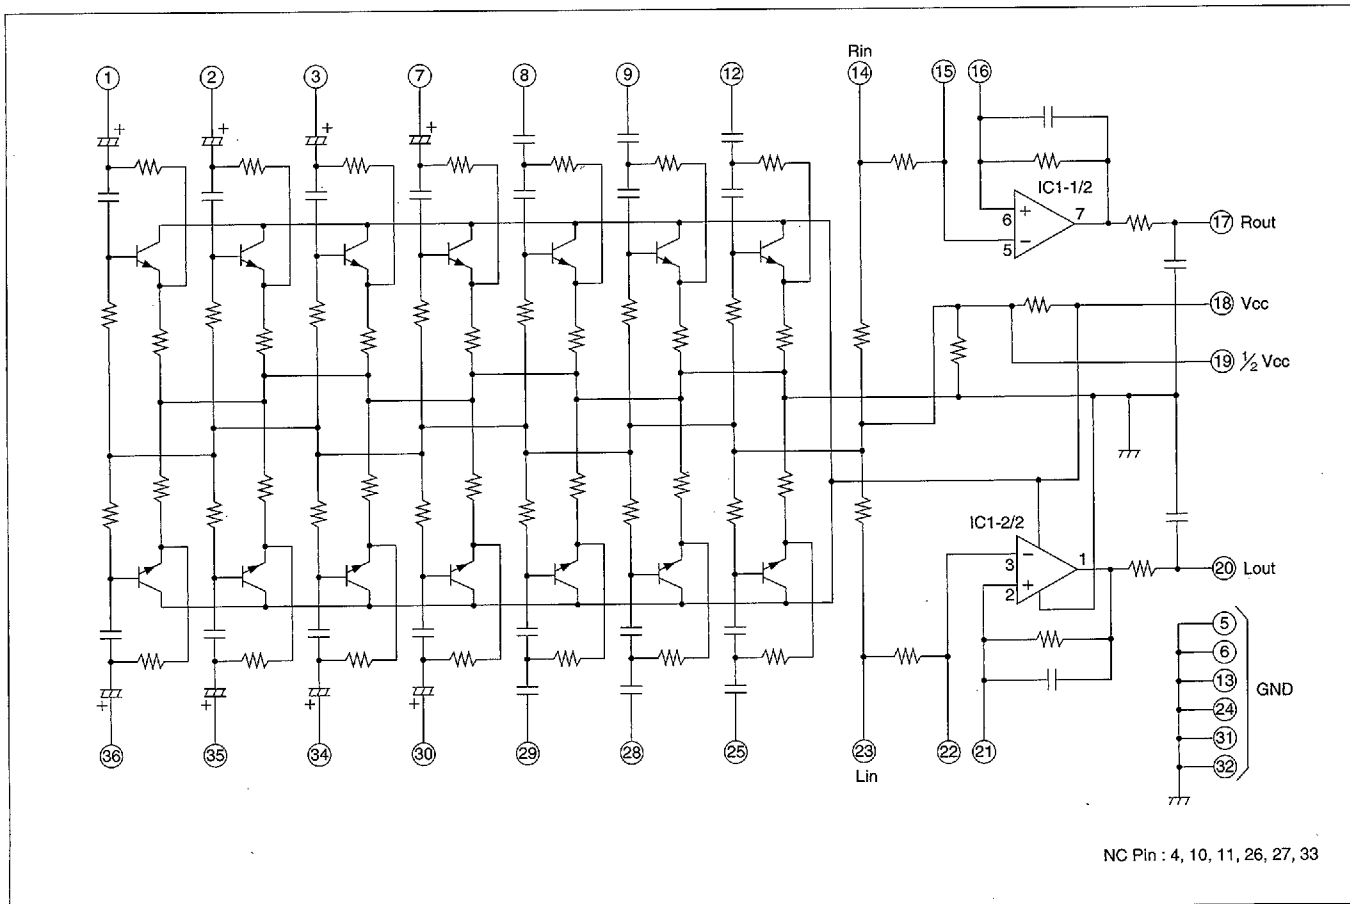 Rin
1 2 3 7 8 9 12 14 15 16
+ + + +
IC1-1/2
6 + 7
5 −
17 Rout
18 Vcc
19 ½ Vcc
IC1-2/2
3 − 1
2 +
20 Lout
5
6
13
24
31
32
GND
+ + + +
36 35 34 30 29 28 25 23 22 21
Lin
NC Pin : 4, 10, 11, 26, 27, 33